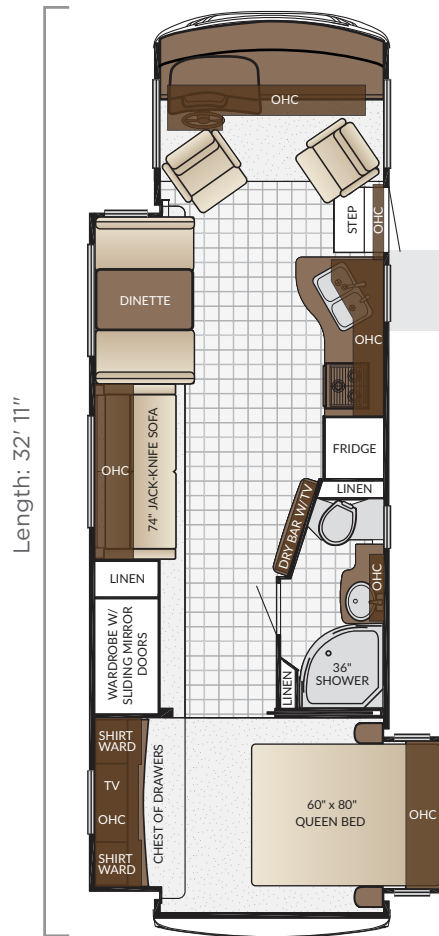 Length: 32' 11"
OHC
STEP
OHC
DINETTE
OHC
OHC
74" JACK-KNIFE SOFA
FRIDGE
LINEN
DRY BAR W/TV
OHC
LINEN
WARDROBE W/
SLIDING MIRROR
DOORS
36"
SHOWER
LINEN
SHIRT
WARD
TV
OHC
SHIRT
WARD
CHEST OF DRAWERS
60" x 80"
QUEEN BED
OHC